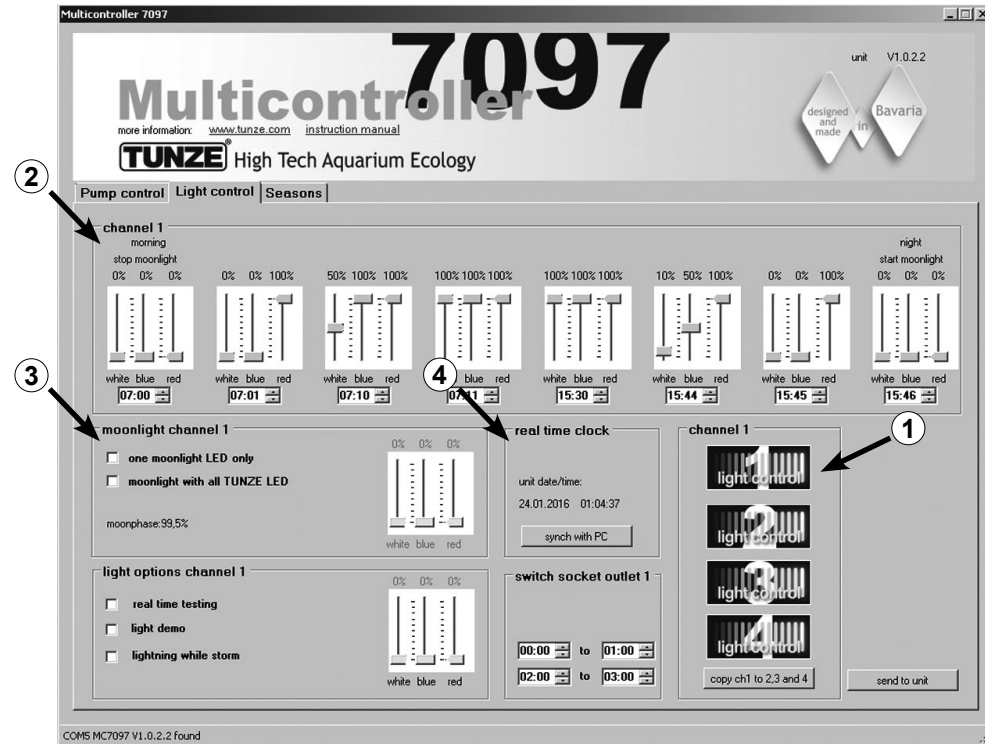 Multicontroller 7097
7097
Multicontroller
unit V1.0.2.2
more information: www.tunze.com instruction manual
designed and made in Bavaria
TUNZE® High Tech Aquarium Ecology
2
Pump control Light control Seasons
channel 1
morning night
stop moonlight start moonlight
0% 0% 0% 0% 0% 100% 50% 100% 100% 100% 100% 100% 100% 100% 100% 10% 50% 100% 0% 0% 100% 0% 0% 0%
white blue red white blue red white blue red blue red white blue red white blue red white blue red white blue red
07:00 07:01 07:10 07:11 15:30 15:44 15:45 15:46
3
4
1
moonlight channel 1
0% 0% 0%
one moonlight LED only
moonlight with all TUNZE LED
moonphase:99,5%
white blue red
real time clock
unit date/time:
24.01.2016 01:04:37
synch with PC
channel 1
1 light control
2 light control
3 light control
4 light control
copy ch1 to 2,3 and 4
light options channel 1
0% 0% 0%
real time testing
light demo
lightning while storm
white blue red
switch socket outlet 1
00:00 to 01:00
02:00 to 03:00
send to unit
COM5 MC7097 V1.0.2.2 found